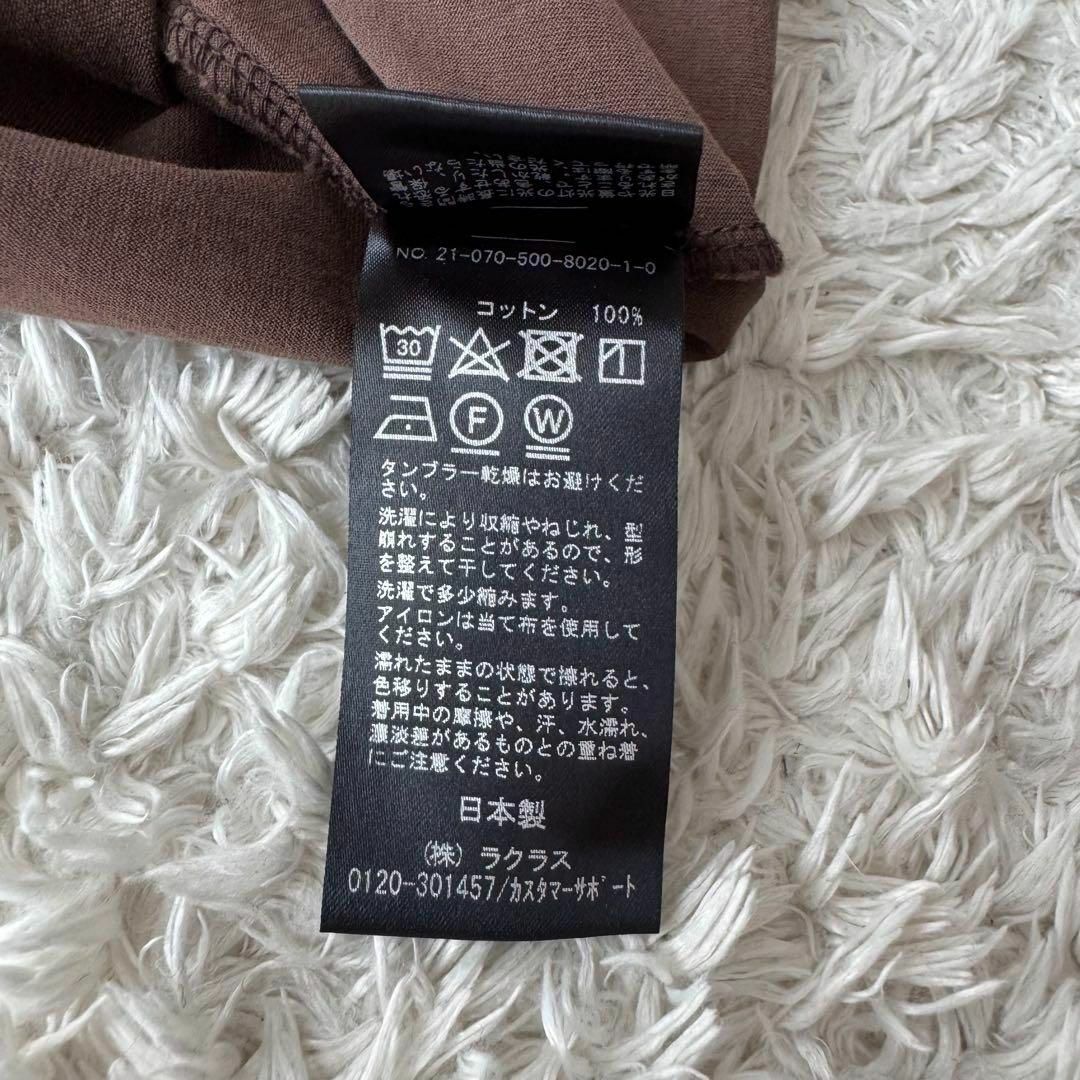 NO. 21-070-500-8020-1-0
コットン 100%
30
F W
タンブラー乾燥はお避けくだ
さい。
洗濯により収縮やねじれ、型
崩れすることがあるので、形
を整えて干してください。
洗濯で多少縮みます。
アイロンは当て布を使用して
ください。
濡れたままの状態で擦れると、
色移りすることがあります。
着用中の摩擦や、汗、水濡れ、
濃淡差があるものとの重ね着
にご注意ください。
日本製
(株) ラクラス
0120-301457/カスタマーサポート